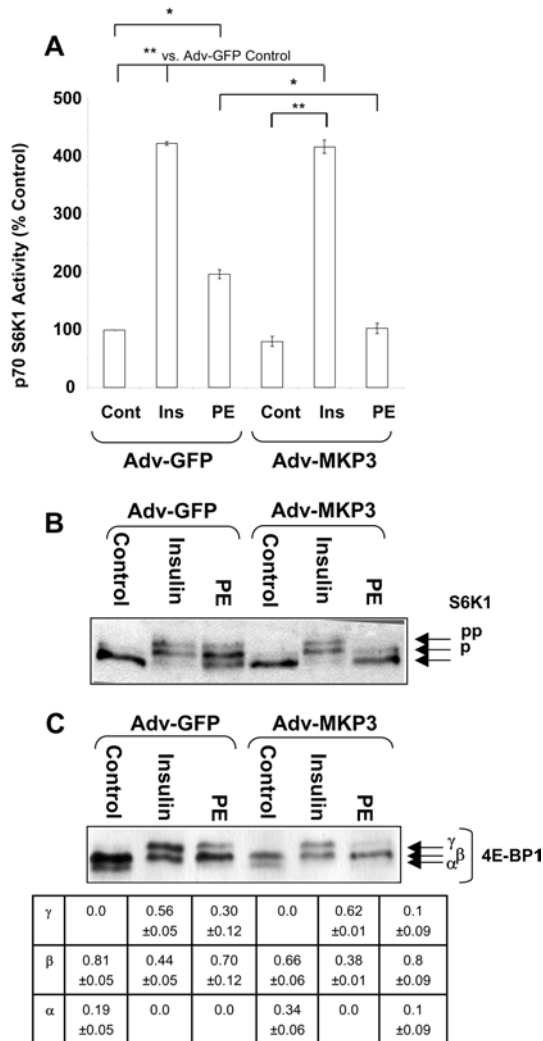 A
*
** vs. Adv-GFP Control
*
**
p70 S6K1 Activity (% Control)
500
400
300
200
100
0
Cont Ins PE Cont Ins PE
Adv-GFP Adv-MKP3
B
Adv-GFP Adv-MKP3
Control Insulin PE Control Insulin PE
S6K1
pp
p
C
Adv-GFP Adv-MKP3
Control Insulin PE Control Insulin PE
γ
β
α
4E-BP1
γ 0.0 0.56 ±0.05 0.30 ±0.12 0.0 0.62 ±0.01 0.1 ±0.09
β 0.81 ±0.05 0.44 ±0.05 0.70 ±0.12 0.66 ±0.06 0.38 ±0.01 0.8 ±0.09
α 0.19 ±0.05 0.0 0.0 0.34 ±0.06 0.0 0.1 ±0.09